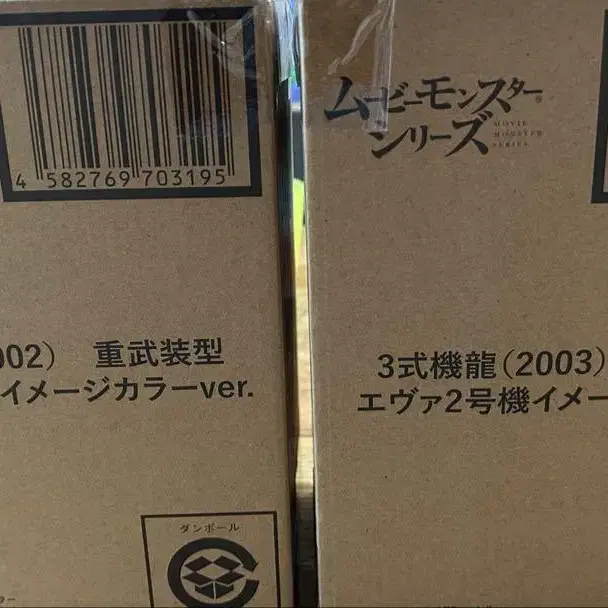 4 582769 703195
002) 重武装型
イメージカラーver.
ダンボール
ムービーモンスター
シリーズ
MOVIE
MONSTER
SERIES
3式機龍(2003)
エヴァ2号機イメー